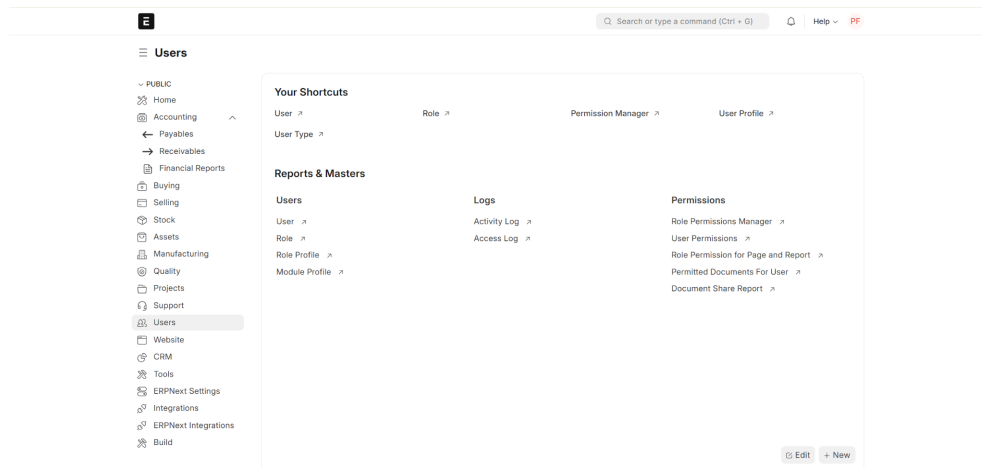 E
Search or type a command (Ctrl + G)
Help
PF
Users
PUBLIC
Home
Accounting
Payables
Receivables
Financial Reports
Buying
Selling
Stock
Assets
Manufacturing
Quality
Projects
Support
Users
Website
CRM
Tools
ERPNext Settings
Integrations
ERPNext Integrations
Build
Your Shortcuts
User
Role
Permission Manager
User Profile
User Type
Reports & Masters
Users
User
Role
Role Profile
Module Profile
Logs
Activity Log
Access Log
Permissions
Role Permissions Manager
User Permissions
Role Permission for Page and Report
Permitted Documents For User
Document Share Report
Edit
+ New